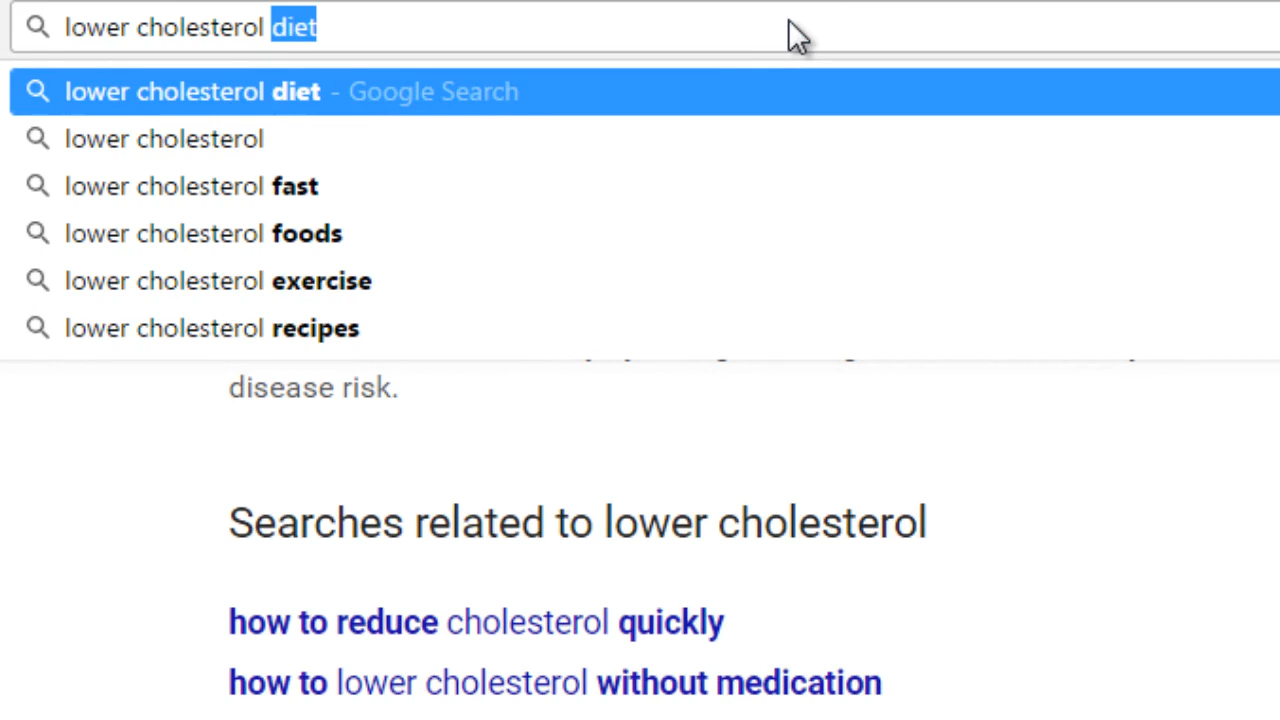 lower cholesterol diet
lower cholesterol diet - Google Search
lower cholesterol
lower cholesterol fast
lower cholesterol foods
lower cholesterol exercise
lower cholesterol recipes
disease risk.
Searches related to lower cholesterol
how to reduce cholesterol quickly
how to lower cholesterol without medication